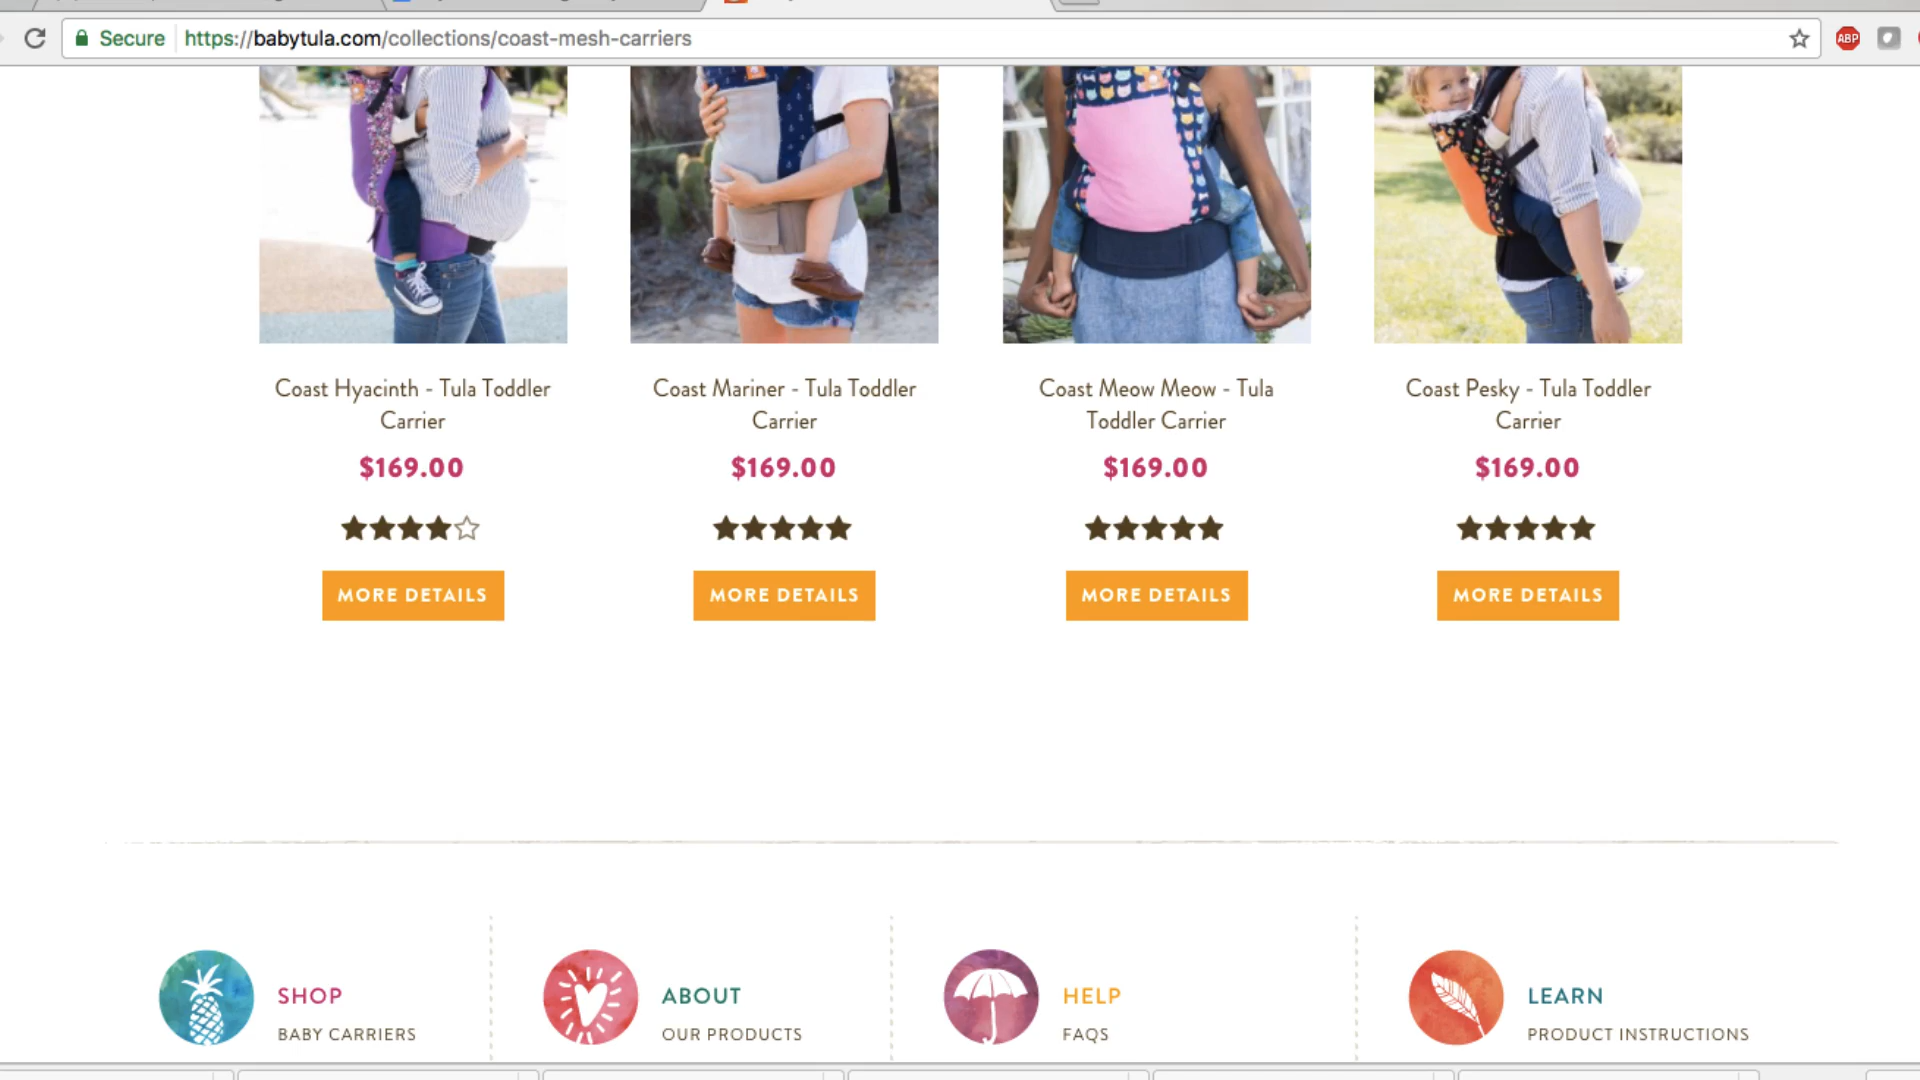 Secure https://babytula.com/collections/coast-mesh-carriers
ABP
Coast Hyacinth - Tula Toddler
Carrier
$169.00
MORE DETAILS
Coast Mariner - Tula Toddler
Carrier
$169.00
MORE DETAILS
Coast Meow Meow - Tula
Toddler Carrier
$169.00
MORE DETAILS
Coast Pesky - Tula Toddler
Carrier
$169.00
MORE DETAILS
SHOP
BABY CARRIERS
ABOUT
OUR PRODUCTS
HELP
FAQS
LEARN
PRODUCT INSTRUCTIONS